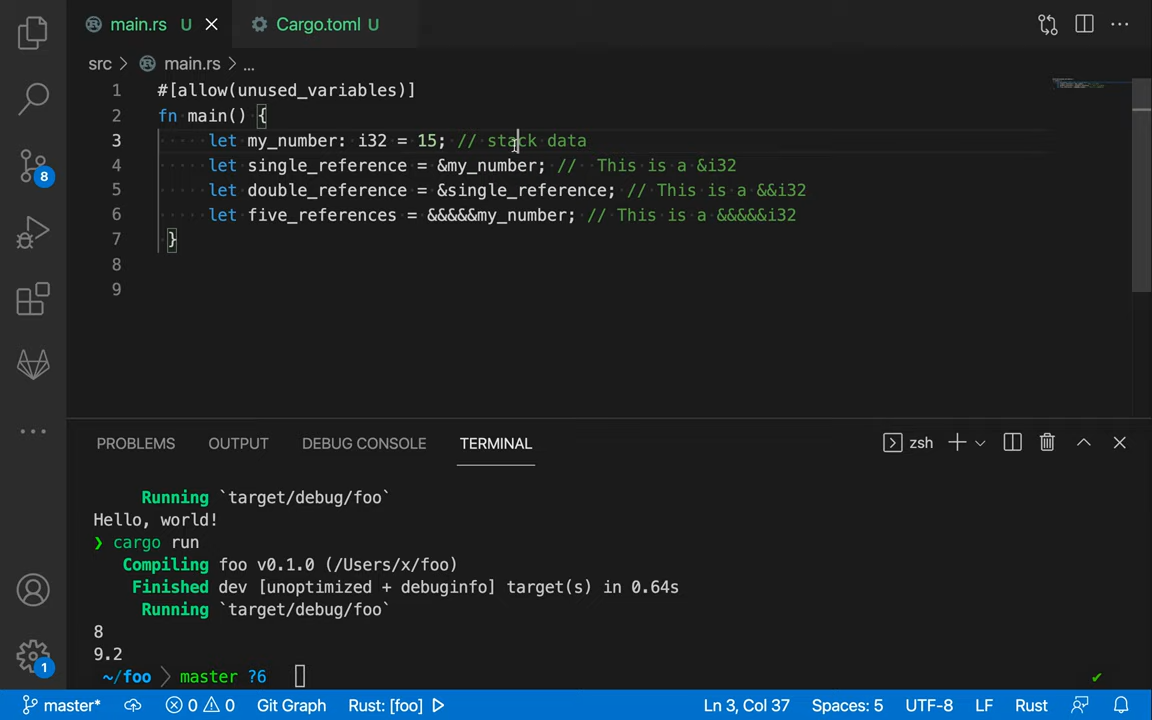 main.rs U Cargo.toml U
src > main.rs > ...
1 #[allow(unused_variables)]
2 fn main() {
3 let my_number: i32 = 15; // stack data
4 let single_reference = &my_number; //  This is a &i32
5 let double_reference = &single_reference; // This is a &&i32
6 let five_references = &&&&&my_number; // This is a &&&&&i32
7 }
8
9
8
PROBLEMS OUTPUT DEBUG CONSOLE TERMINAL zsh
Running `target/debug/foo`
Hello, world!
❯ cargo run
Compiling foo v0.1.0 (/Users/x/foo)
Finished dev [unoptimized + debuginfo] target(s) in 0.64s
Running `target/debug/foo`
8
9.2
~/foo > master ?6
1
master* 0 0 Git Graph Rust: [foo] Ln 3, Col 37 Spaces: 5 UTF-8 LF Rust